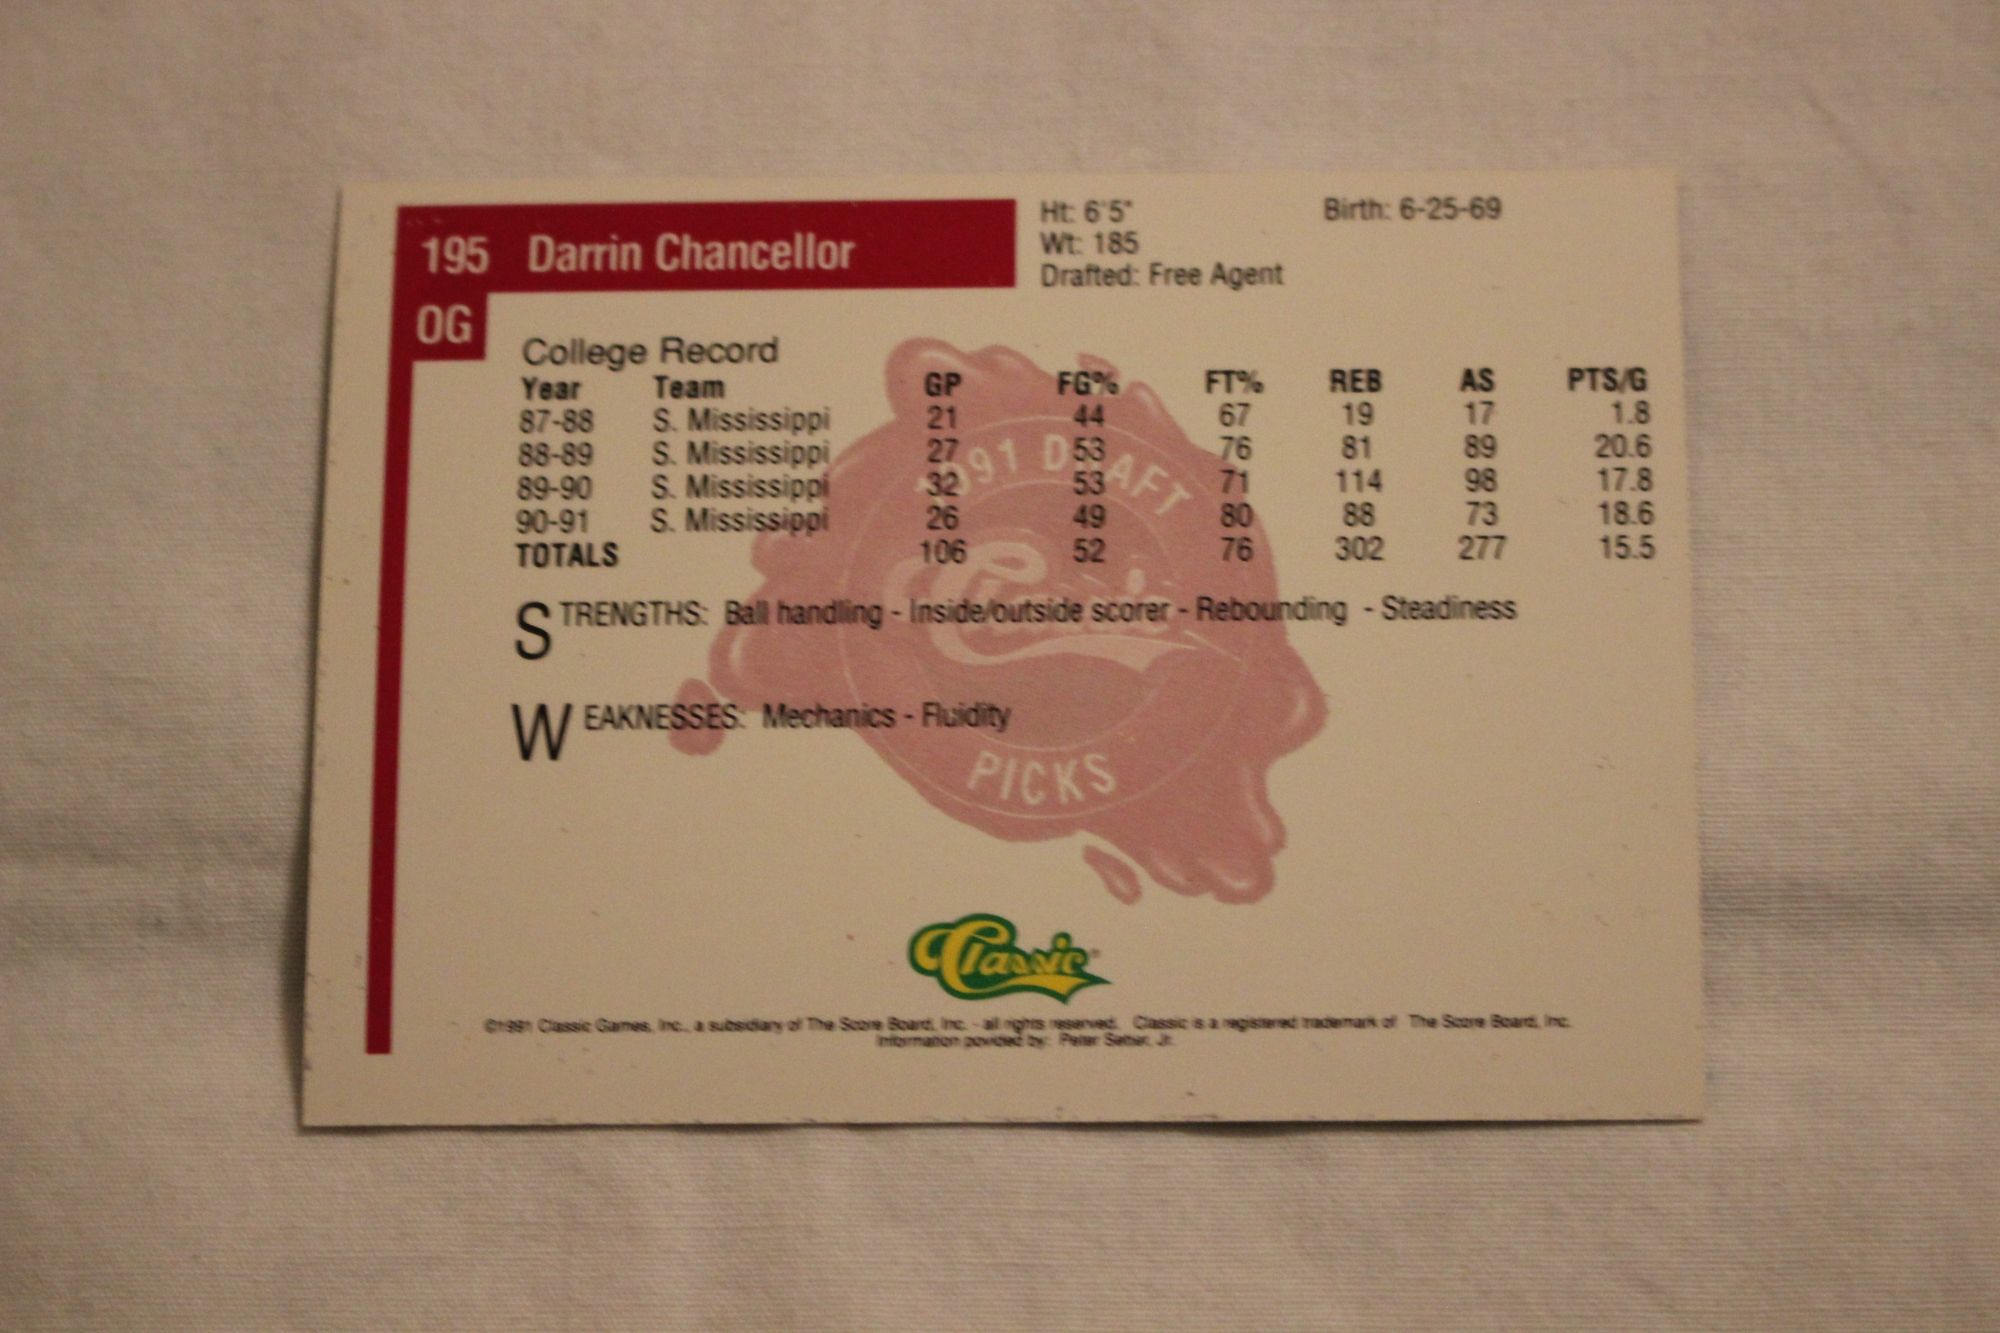 195 Darrin Chancellor
OG
Ht: 6'5"
Wt: 185
Drafted: Free Agent
Birth: 6-25-69
College Record
Year Team GP FG% FT% REB AS PTS/G
87-88 S. Mississippi 21 44 67 19 17 1.8
88-89 S. Mississippi 27 53 76 81 89 20.6
89-90 S. Mississippi 32 53 71 114 98 17.8
90-91 S. Mississippi 26 49 80 88 73 18.6
TOTALS 106 52 76 302 277 15.5
STRENGTHS: Ball handling - Inside/outside scorer - Rebounding - Steadiness
WEAKNESSES: Mechanics - Fluidity
1991 DRAFT
Classic
PICKS
Classic
©1991 Classic Games, Inc., a subsidiary of The Score Board, Inc. - all rights reserved. Classic is a registered trademark of The Score Board, Inc.
Information povided by: Peter Jr.